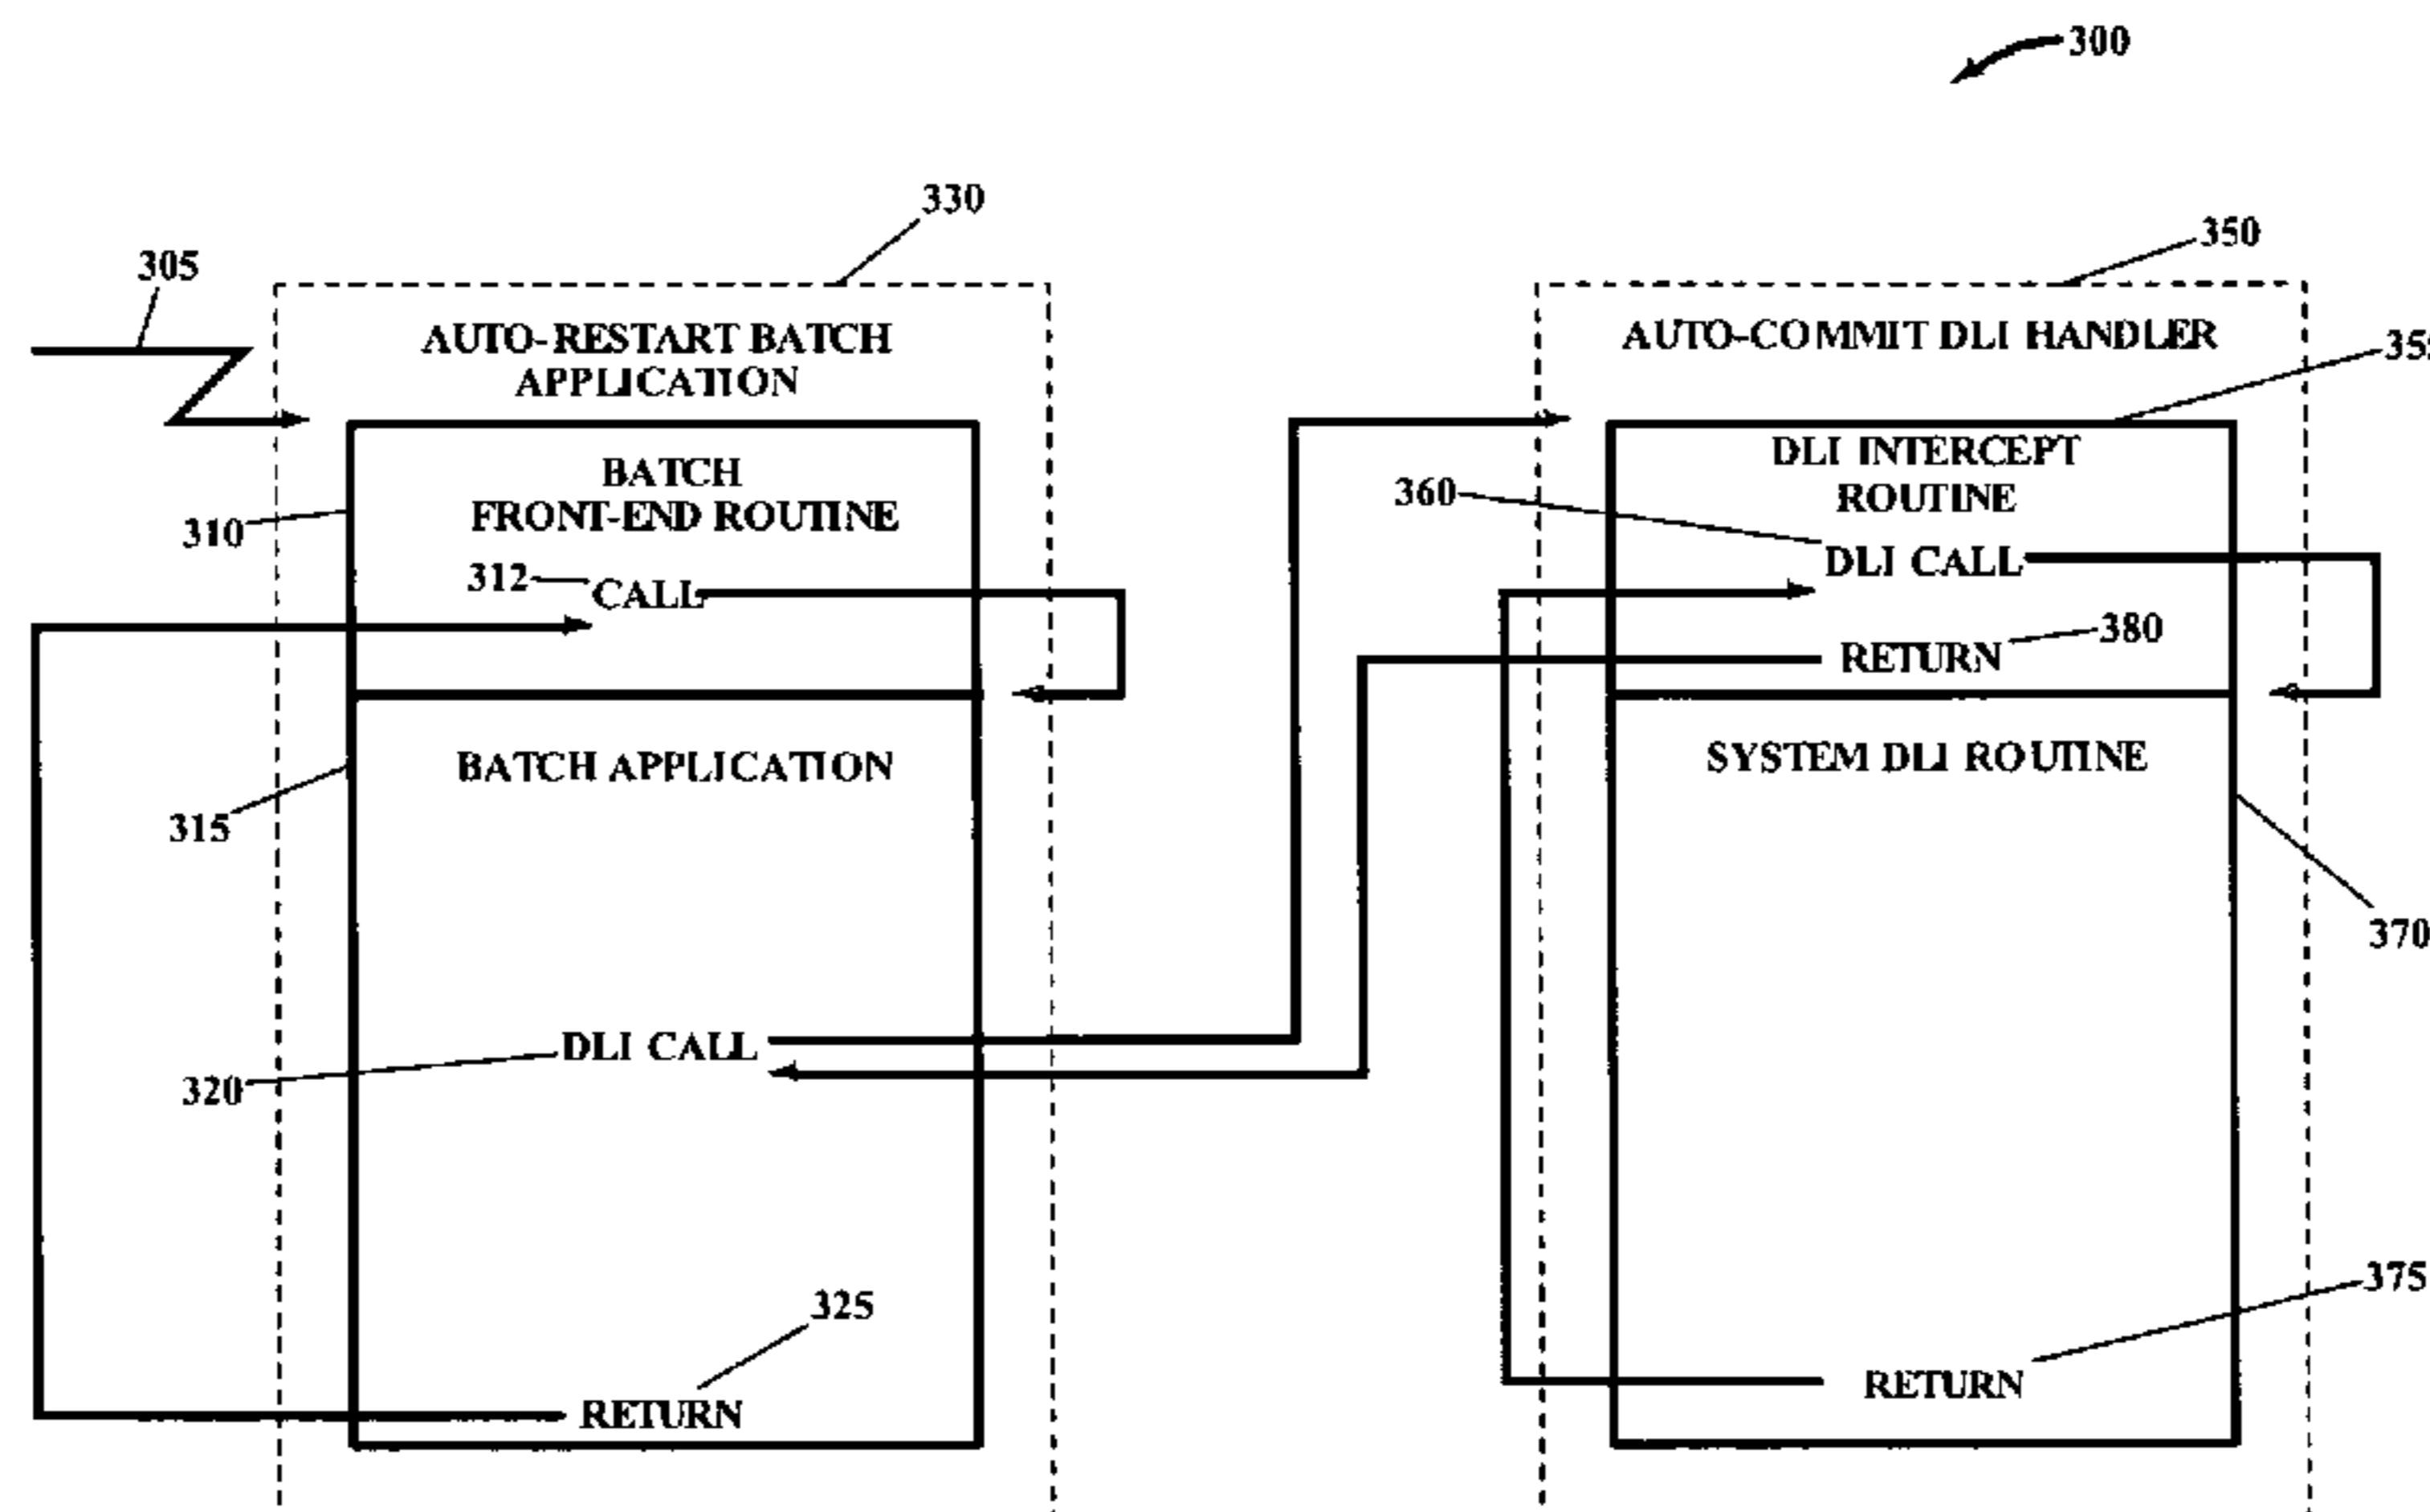 300
330
350
305
AUTO-RESTART BATCH
APPLICATION
AUTO-COMMIT DLI HANDLER
BATCH
FRONT-END ROUTINE
310
312
CALL
DLI INTERCEPT
ROUTINE
360
DLI CALL
380
RETURN
BATCH APPLICATION
315
SYSTEM DLI ROUTINE
370
DLI CALL
320
325
RETURN
375
RETURN